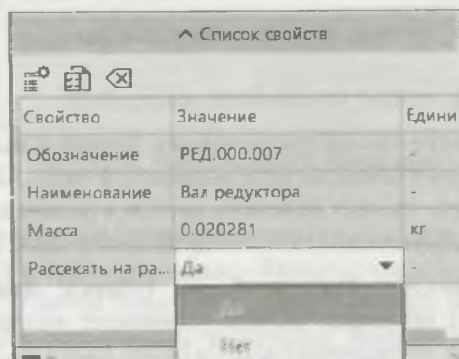 Список свойств
Свойство Значение Едини
Обозначение РЕД.000.007 -
Наименование Вал редуктора -
Масса 0.020281 кг
Рассекать на ра... Да -
Да
Нет